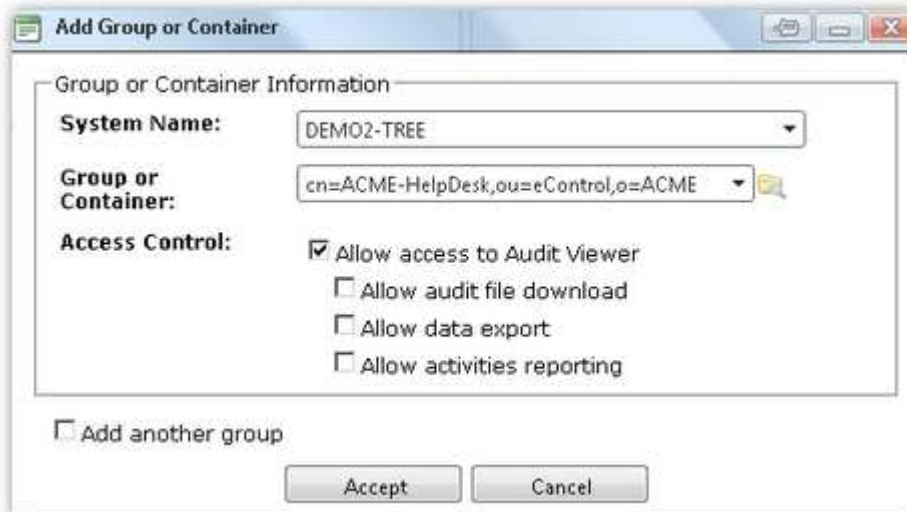 Add Group or Container
Group or Container Information
System Name:
DEMO2-TREE
Group or
Container:
cn=ACME-HelpDesk,ou=eControl,o=ACME
Access Control:
Allow access to Audit Viewer
Allow audit file download
Allow data export
Allow activities reporting
Add another group
Accept
Cancel